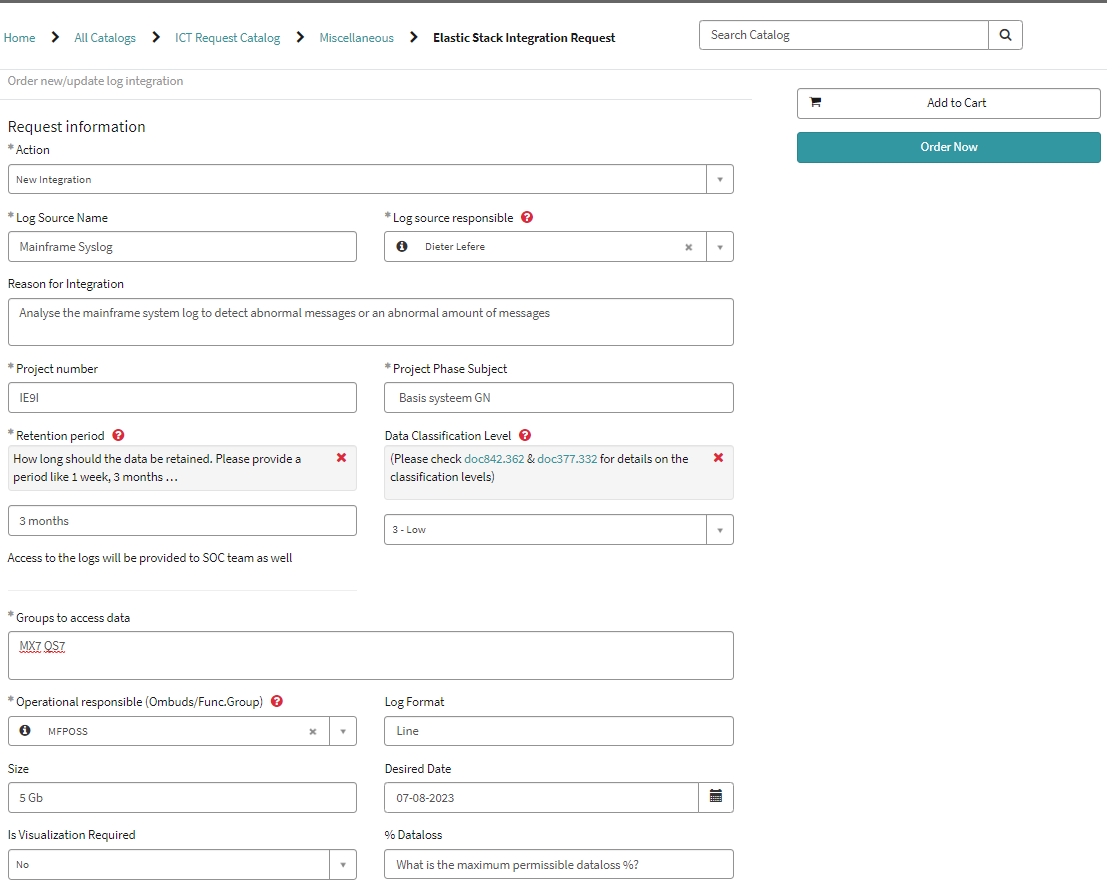 Home > All Catalogs > ICT Request Catalog > Miscellaneous > Elastic Stack Integration Request
Search Catalog
Order new/update log integration
Add to Cart
Order Now
Request information
* Action
New Integration
* Log Source Name
* Log source responsible ?
Mainframe Syslog
Dieter Lefere
Reason for Integration
Analyse the mainframe system log to detect abnormal messages or an abnormal amount of messages
* Project number
* Project Phase Subject
IE9I
Basis systeem GN
* Retention period ?
Data Classification Level ?
How long should the data be retained. Please provide a
period like 1 week, 3 months ...
(Please check doc842.362 & doc377.332 for details on the
classification levels)
3 months
3 - Low
Access to the logs will be provided to SOC team as well
* Groups to access data
MX7 QS7
* Operational responsible (Ombuds/Func.Group) ?
Log Format
MFPOSS
Line
Size
Desired Date
5 Gb
07-08-2023
Is Visualization Required
% Dataloss
No
What is the maximum permissible dataloss %?